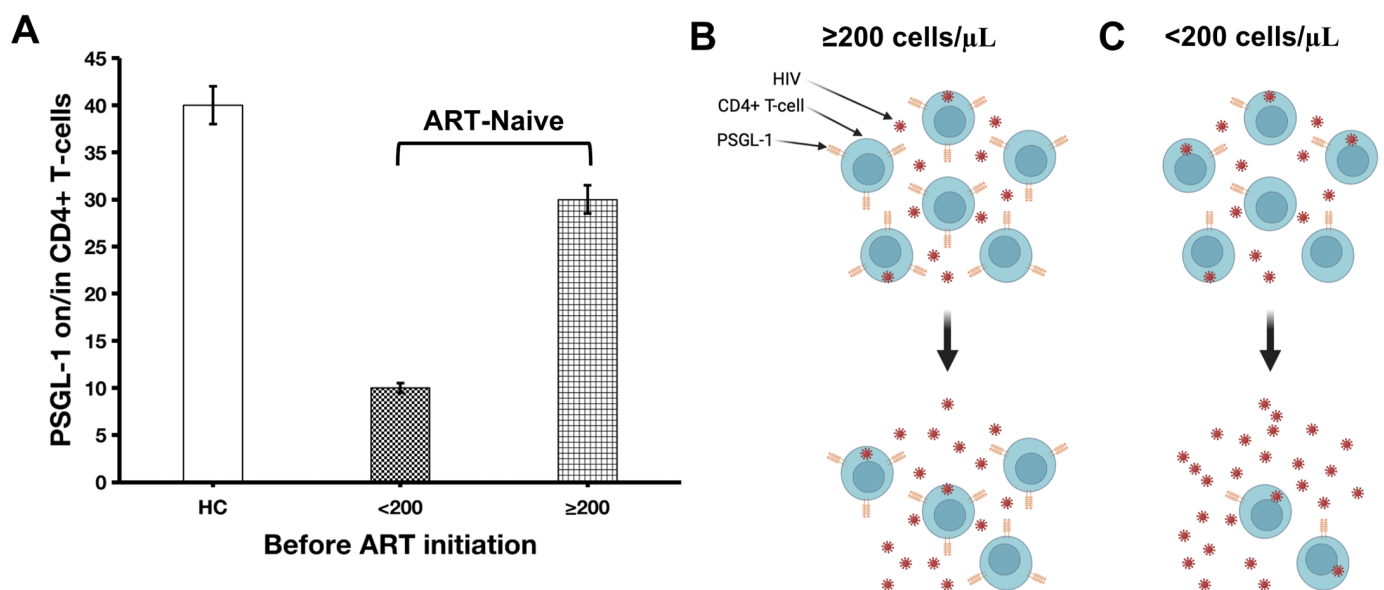 A
PSGL-1 on/in CD4+ T-cells
45
40
35
30
25
20
15
10
5
0
ART-Naive
HC
<200
≥200
Before ART initiation
B
≥200 cells/μL
HIV
CD4+ T-cell
PSGL-1
C
<200 cells/μL